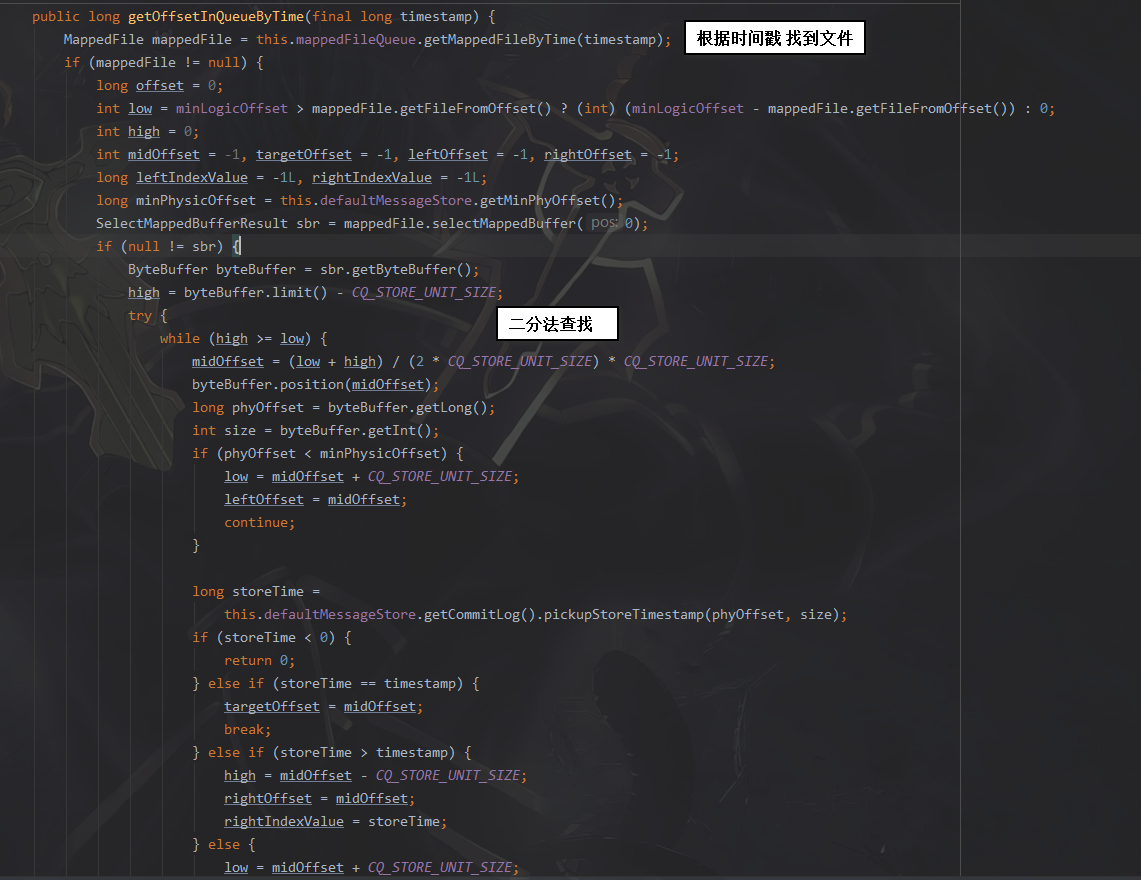 public long getOffsetInQueueByTime(final long timestamp) {
MappedFile mappedFile = this.mappedFileQueue.getMappedFileByTime(timestamp);
根据时间戳 找到文件
if (mappedFile != null) {
long offset = 0;
int low = minLogicOffset > mappedFile.getFileFromOffset() ? (int) (minLogicOffset - mappedFile.getFileFromOffset()) : 0;
int high = 0;
int midOffset = -1, targetOffset = -1, leftOffset = -1, rightOffset = -1;
long leftIndexValue = -1L, rightIndexValue = -1L;
long minPhysicOffset = this.defaultMessageStore.getMinPhyOffset();
SelectMappedBufferResult sbr = mappedFile.selectMappedBuffer( pos: 0);
if (null != sbr) {
ByteBuffer byteBuffer = sbr.getByteBuffer();
high = byteBuffer.limit() - CQ_STORE_UNIT_SIZE;
try {
二分法查找
while (high >= low) {
midOffset = (low + high) / (2 * CQ_STORE_UNIT_SIZE) * CQ_STORE_UNIT_SIZE;
byteBuffer.position(midOffset);
long phyOffset = byteBuffer.getLong();
int size = byteBuffer.getInt();
if (phyOffset < minPhysicOffset) {
low = midOffset + CQ_STORE_UNIT_SIZE;
leftOffset = midOffset;
continue;
}
long storeTime =
this.defaultMessageStore.getCommitLog().pickupStoreTimestamp(phyOffset, size);
if (storeTime < 0) {
return 0;
} else if (storeTime == timestamp) {
targetOffset = midOffset;
break;
} else if (storeTime > timestamp) {
high = midOffset - CQ_STORE_UNIT_SIZE;
rightOffset = midOffset;
rightIndexValue = storeTime;
} else {
low = midOffset + CQ_STORE_UNIT_SIZE;